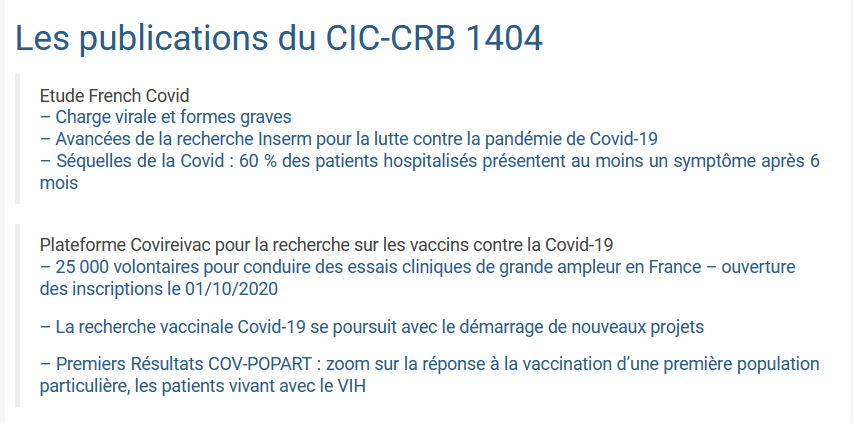 Les publications du CIC-CRB 1404
Etude French Covid
– Charge virale et formes graves
– Avancées de la recherche Inserm pour la lutte contre la pandémie de Covid-19
– Séquelles de la Covid : 60 % des patients hospitalisés présentent au moins un symptôme après 6
mois
Plateforme Covireivac pour la recherche sur les vaccins contre la Covid-19
– 25 000 volontaires pour conduire des essais cliniques de grande ampleur en France – ouverture
des inscriptions le 01/10/2020
– La recherche vaccinale Covid-19 se poursuit avec le démarrage de nouveaux projets
– Premiers Résultats COV-POPART : zoom sur la réponse à la vaccination d’une première population
particulière, les patients vivant avec le VIH